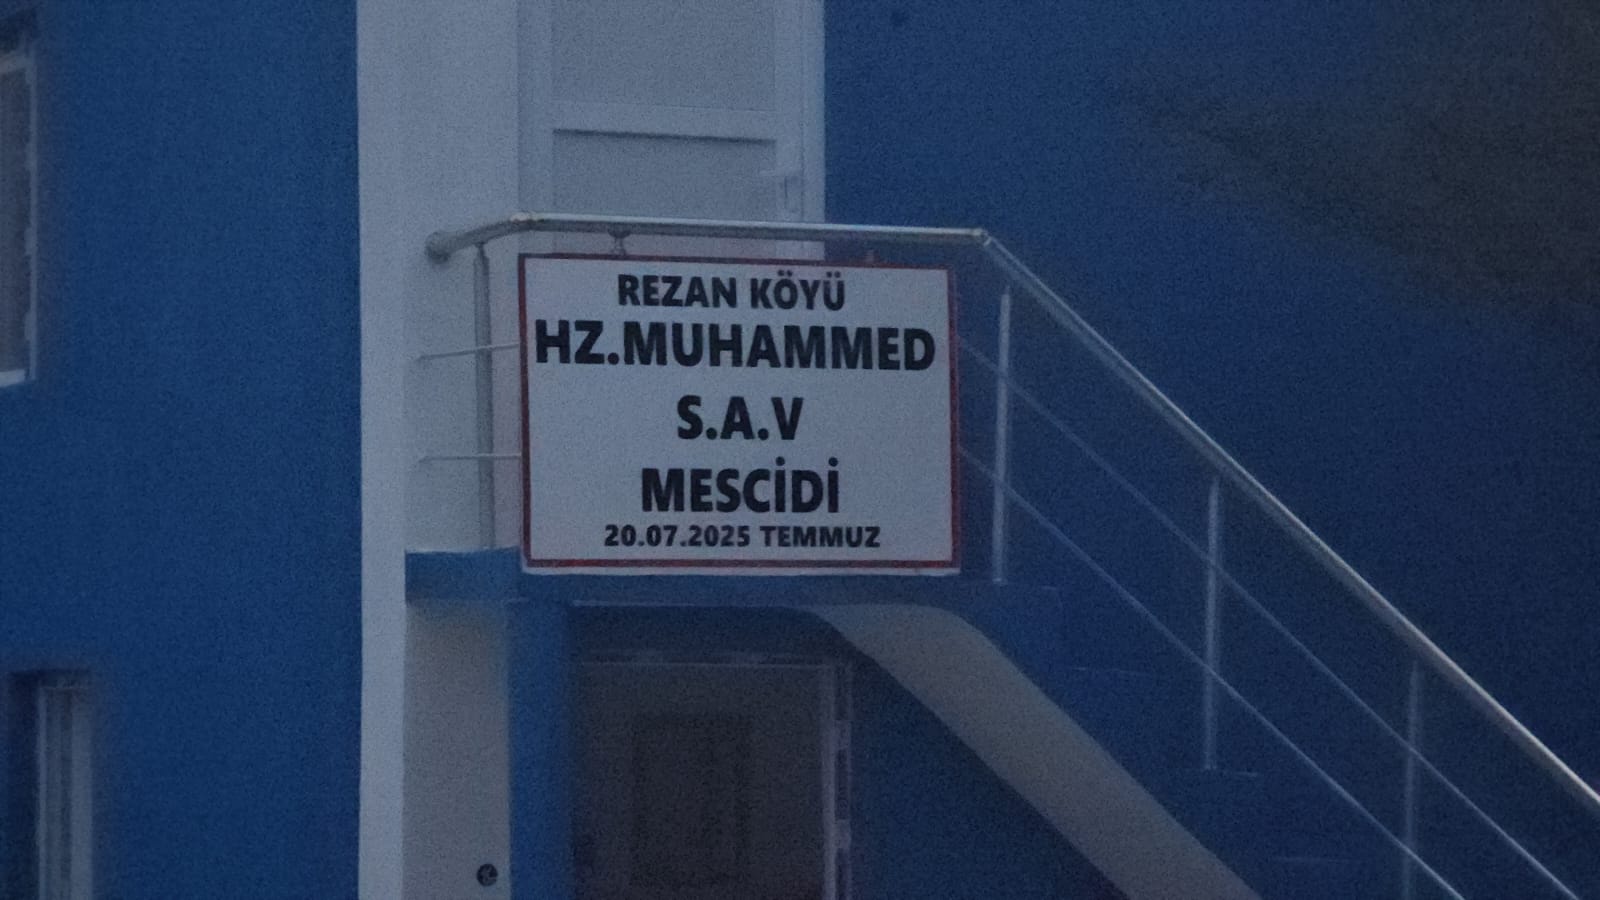 REZAN KÖYÜ
HZ.MUHAMMED
S.A.V
MESCİDİ
20.07.2025 TEMMUZ